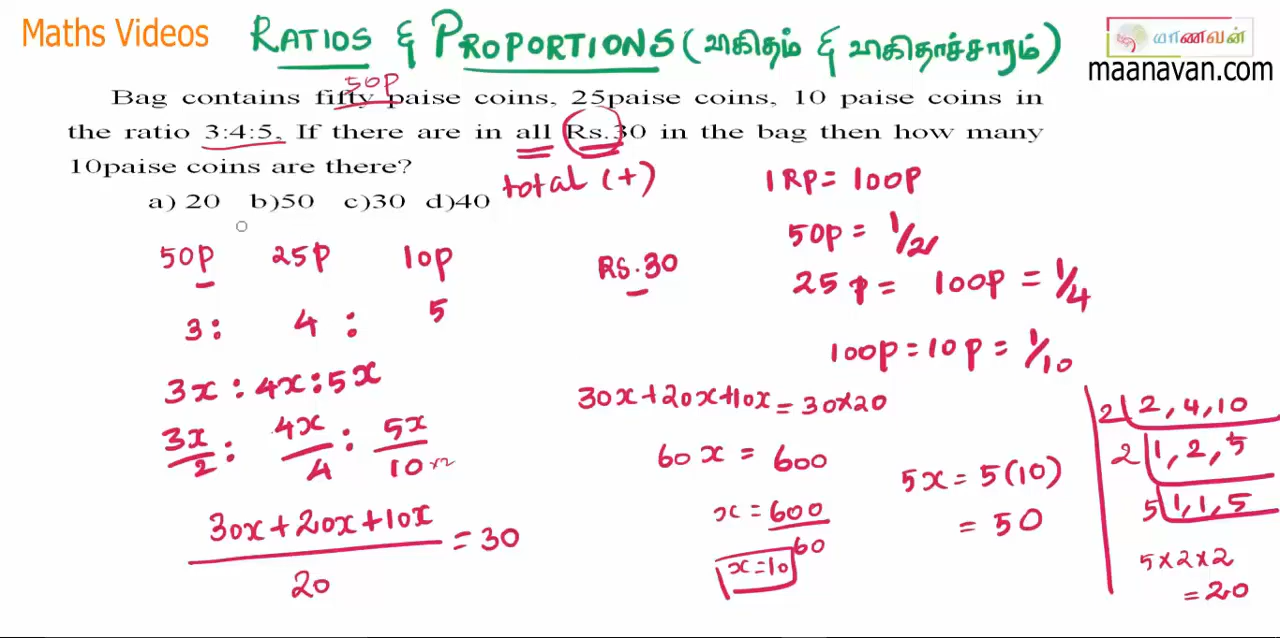 Maths Videos
RATIOS & PROPORTIONS (விகிதம் & விகிதாச்சாரம்)
யாணவன்
maanavan.com
50P
Bag contains fifty paise coins, 25paise coins, 10 paise coins in
the ratio 3:4:5, If there are in all Rs.30 in the bag then how many
10paise coins are there?
total (+)
a) 20 b)50 c)30 d)40
1RP = 100P
50P = 1/2
25P = 100P = 1/4
100P = 10P = 1/10
50P 25P 10P
RS.30
3 : 4 : 5
3x : 4x : 5x
3x/2 : 4x/4 : 5x/10 ×2
30x+20x+10x/20 = 30
30x+20x+10x = 30×20
60x = 600
x = 600/60
x=10
5x = 5(10)
= 50
2 2, 4, 10
2 1, 2, 5
5 1, 1, 5
5×2×2
= 20